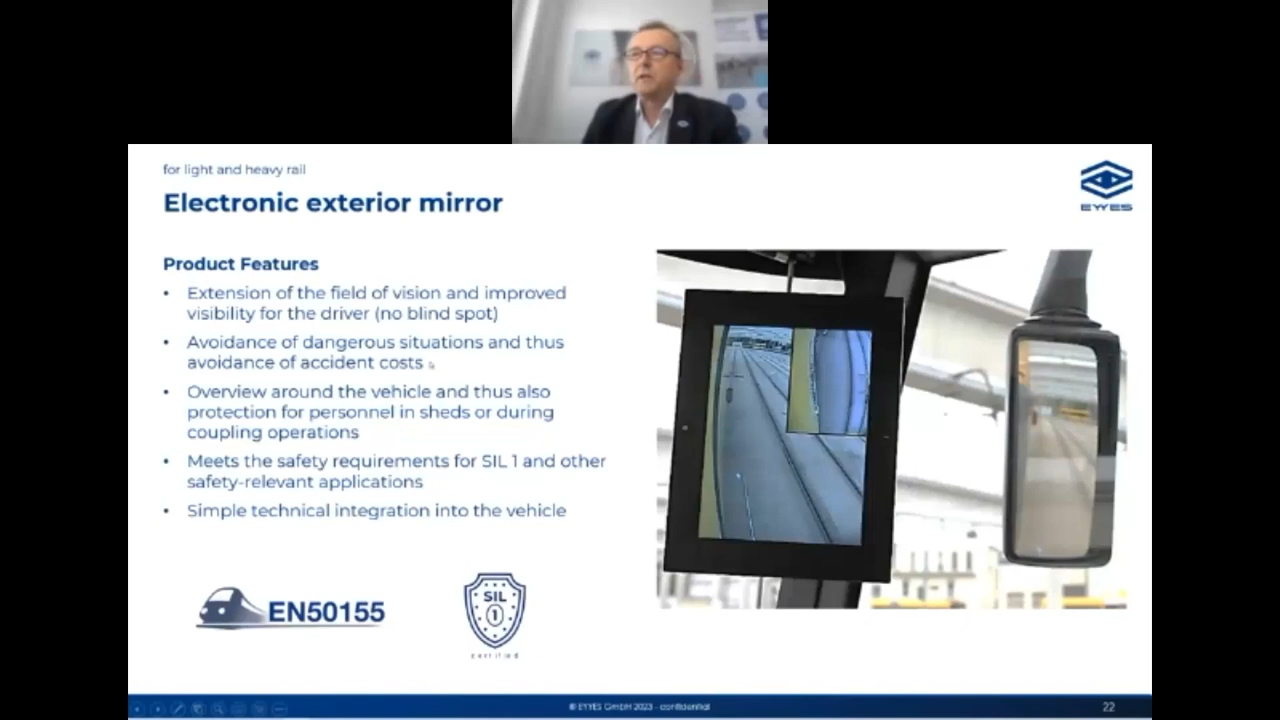 for light and heavy rail
Electronic exterior mirror
EYYES
Product Features
• Extension of the field of vision and improved
visibility for the driver (no blind spot)
• Avoidance of dangerous situations and thus
avoidance of accident costs
• Overview around the vehicle and thus also
protection for personnel in sheds or during
coupling operations
• Meets the safety requirements for SIL 1 and other
safety-relevant applications
• Simple technical integration into the vehicle
EN50155
SIL
1
certified
© EYYES GmbH 2023 - confidential
22